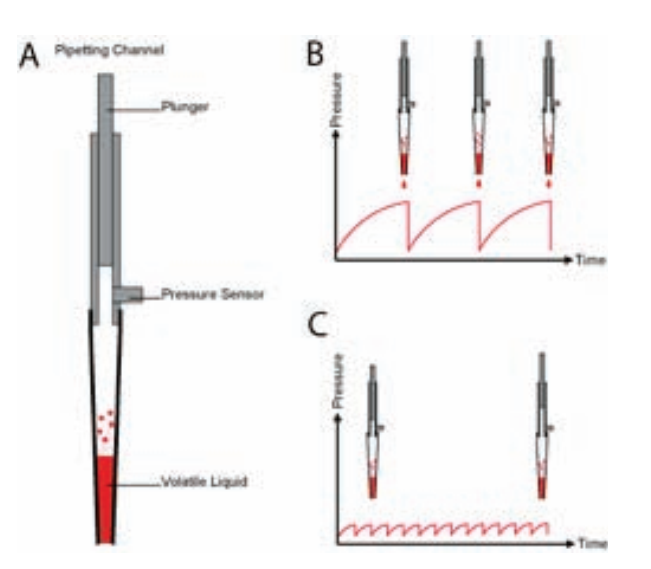 A
Pipetting Channel
Plunger
Pressure Sensor
Volatile Liquid
B
Pressure
Time
C
Pressure
Time